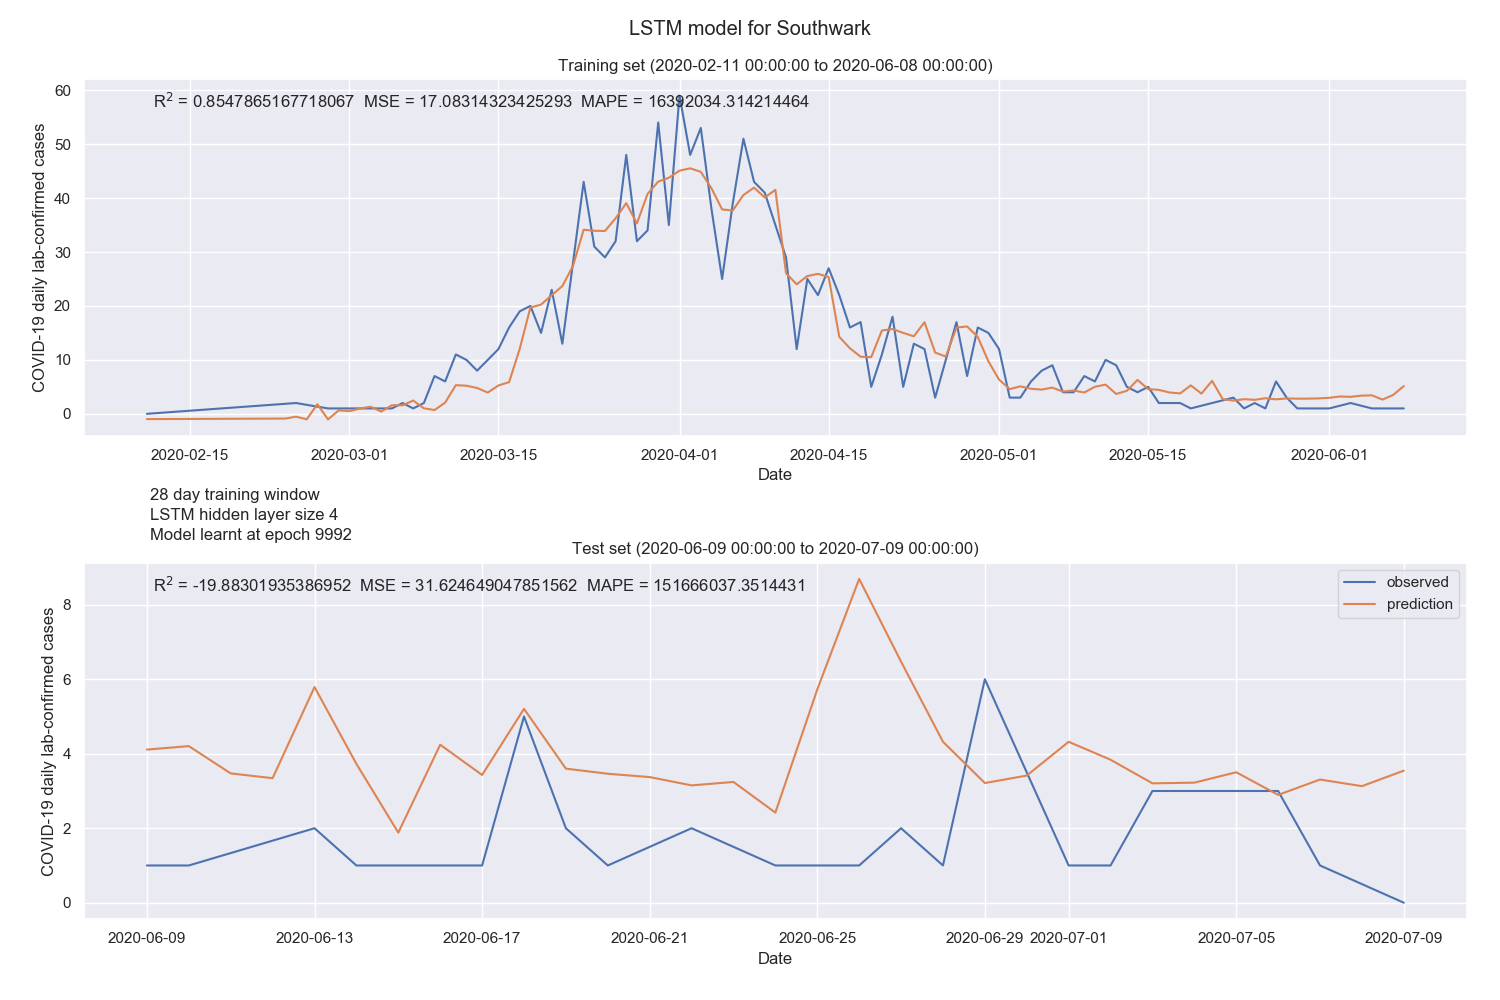 LSTM model for Southwark
Training set (2020-02-11 00:00:00 to 2020-06-08 00:00:00)
R² = 0.8547865167718067 MSE = 17.08314323425293 MAPE = 16392034.314214464
COVID-19 daily lab-confirmed cases
60
50
40
30
20
10
0
2020-02-15 2020-03-01 2020-03-15 2020-04-01 2020-04-15 2020-05-01 2020-05-15 2020-06-01
Date
28 day training window
LSTM hidden layer size 4
Model learnt at epoch 9992
Test set (2020-06-09 00:00:00 to 2020-07-09 00:00:00)
R² = -19.88301935386952 MSE = 31.624649047851562 MAPE = 151666037.3514431
observed
prediction
COVID-19 daily lab-confirmed cases
8
6
4
2
0
2020-06-09 2020-06-13 2020-06-17 2020-06-21 2020-06-25 2020-06-29 2020-07-01 2020-07-05 2020-07-09
Date